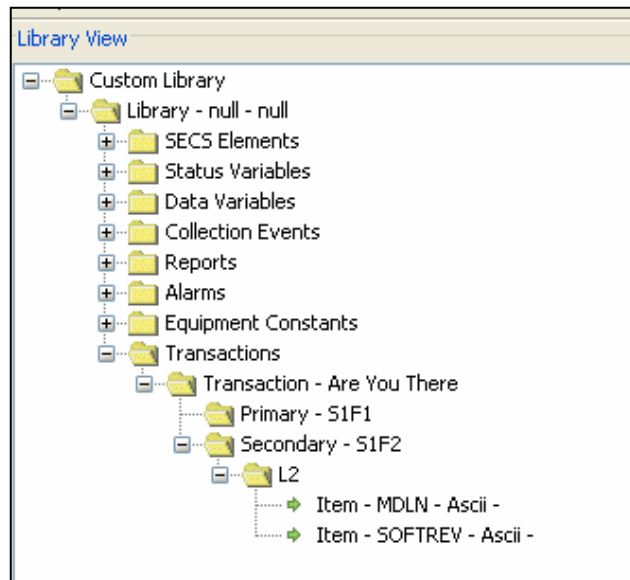 Library View
Custom Library
Library - null - null
SECS Elements
Status Variables
Data Variables
Collection Events
Reports
Alarms
Equipment Constants
Transactions
Transaction - Are You There
Primary - S1F1
Secondary - S1F2
L2
Item - MDLN - Ascii -
Item - SOFTREV - Ascii -